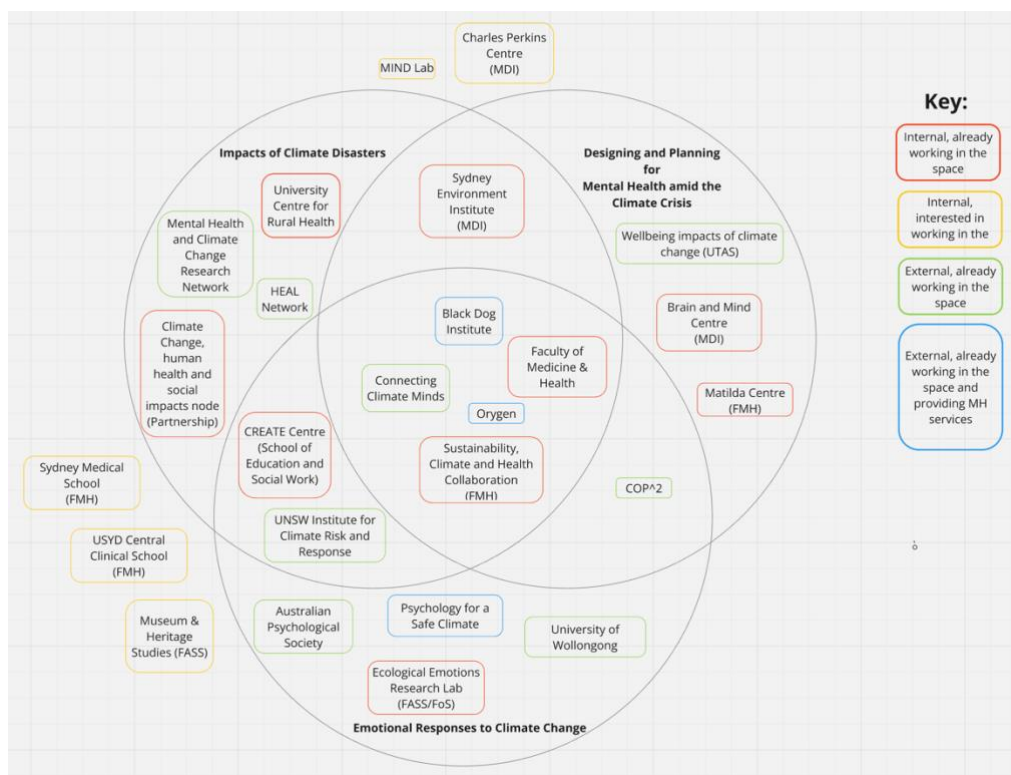 Charles Perkins
Centre
(MDI)
MIND Lab
Key:
Internal, already
working in the
space
Internal,
interested in
working in the
External, already
working in the
space
External, already
working in the
space and
providing MH
services
Impacts of Climate Disasters
Designing and Planning
for
Mental Health amid the
Climate Crisis
University
Centre for
Rural Health
Sydney
Environment
Institute
(MDI)
Mental Health
and Climate
Change
Research
Network
Wellbeing impacts of climate
change (UTAS)
HEAL
Network
Black Dog
Institute
Brain and Mind
Centre
(MDI)
Climate
Change,
human
health and
social
impacts node
(Partnership)
Faculty of
Medicine &
Health
Connecting
Climate Minds
Matilda Centre
(FMH)
Orygen
CREATE Centre
(School of
Education and
Social Work)
Sustainability,
Climate and Health
Collaboration
(FMH)
Sydney Medical
School
(FMH)
COP^2
UNSW Institute for
Climate Risk and
Response
USYD Central
Clinical School
(FMH)
Museum &
Heritage
Studies (FASS)
Australian
Psychological
Society
Psychology for a
Safe Climate
University of
Wollongong
Ecological Emotions
Research Lab
(FASS/FoS)
Emotional Responses to Climate Change